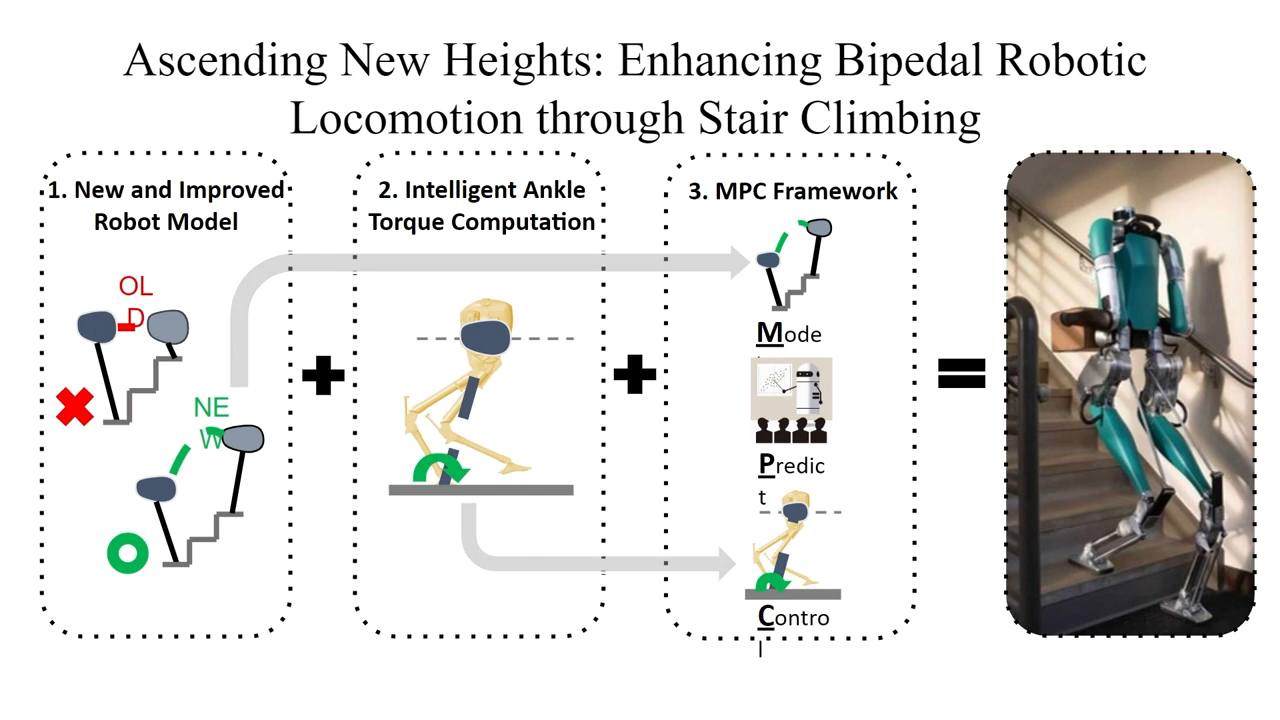 Ascending New Heights: Enhancing Bipedal Robotic
Locomotion through Stair Climbing
1. New and Improved
Robot Model
OL
D
NE
W
2. Intelligent Ankle
Torque Computation
3. MPC Framework
Mode
l
Predic
t
Contro
l